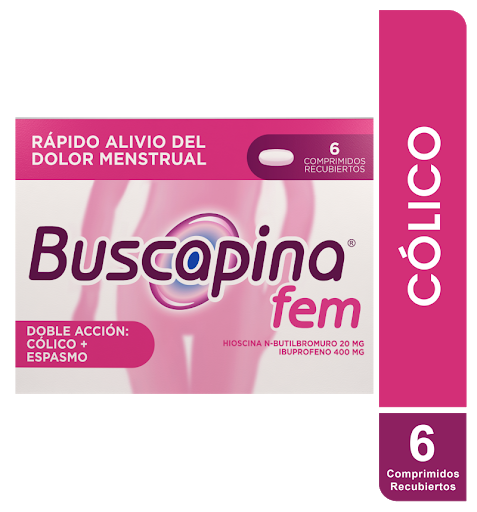 RÁPIDO ALIVIO DEL
DOLOR MENSTRUAL
6
COMPRIMIDOS
RECUBIERTOS
Buscapina®
fem
DOBLE ACCIÓN:
CÓLICO +
ESPASMO
HIOSCINA N-BUTILBROMURO 20 MG
IBUPROFENO 400 MG
CÓLICO
6
Comprimidos
Recubiertos